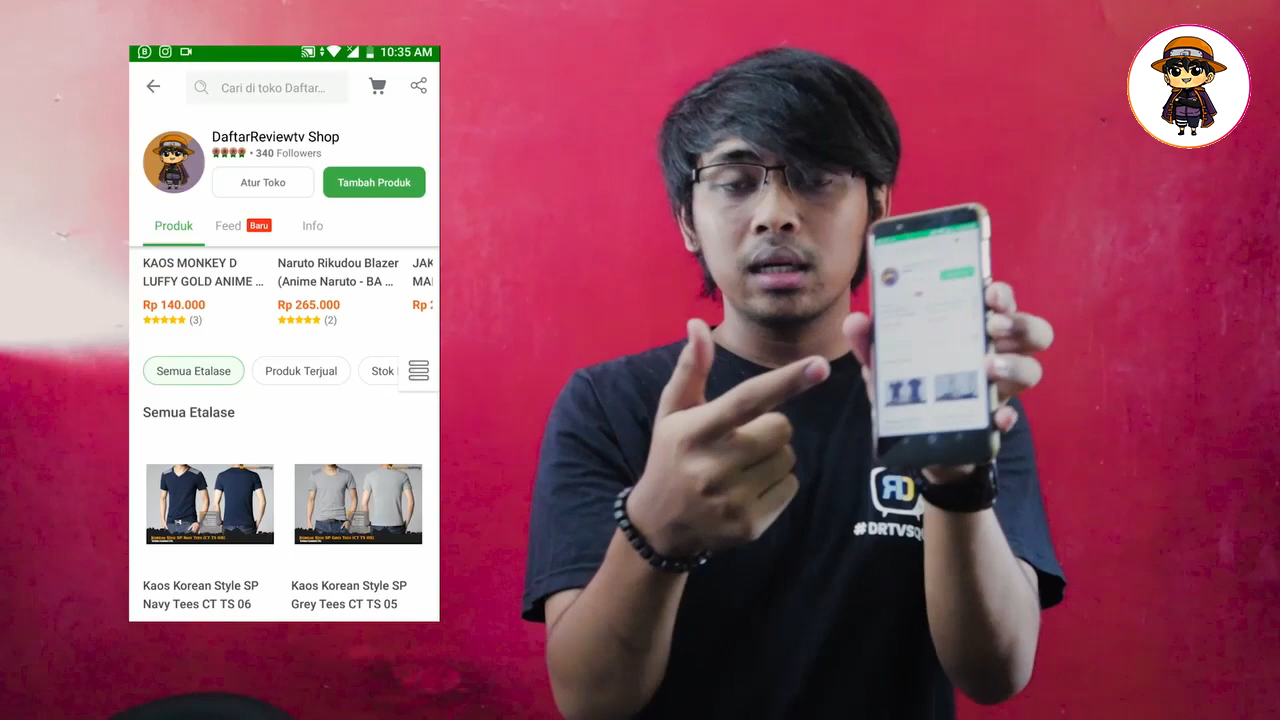 10:35 AM
Cari di toko Daftar...
DaftarReviewtv Shop
• 340 Followers
Atur Toko
Tambah Produk
Produk
Feed
Baru
Info
KAOS MONKEY D
LUFFY GOLD ANIME ...
Rp 140.000
(3)
Naruto Rikudou Blazer
(Anime Naruto - BA ...
Rp 265.000
(2)
JAK
MAI
Rp 2
Semua Etalase
Produk Terjual
Stok
Semua Etalase
Kaos Korean Style SP
Navy Tees CT TS 06
Kaos Korean Style SP
Grey Tees CT TS 05
#DRTVSQ